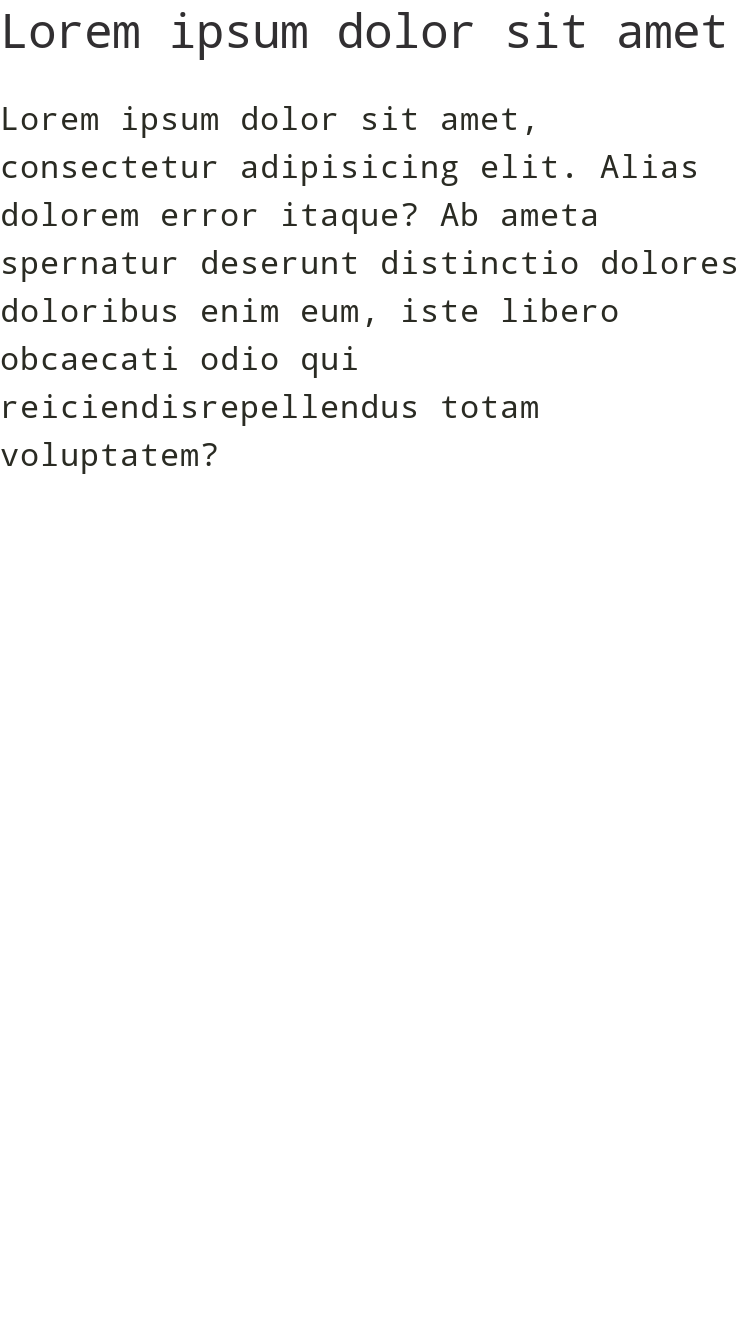 Lorem ipsum dolor sit amet
Lorem ipsum dolor sit amet,
consectetur adipisicing elit. Alias
dolorem error itaque? Ab ameta
spernatur deserunt distinctio dolores
doloribus enim eum, iste libero
obcaecati odio qui
reiciendisrepellendus totam
voluptatem?